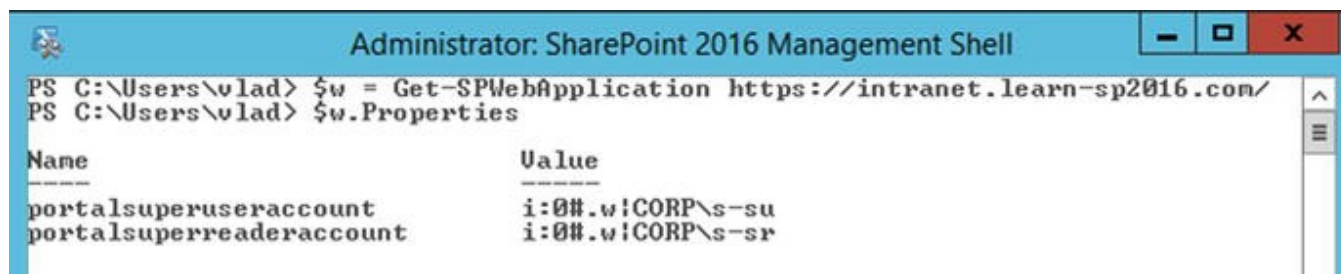 Administrator: SharePoint 2016 Management Shell
PS C:\Users\vlad> $w = Get-SPWebApplication https://intranet.learn-sp2016.com/
PS C:\Users\vlad> $w.Properties
Name Value
---- -----
portalsuperuseraccount i:0#.w|CORP\s-su
portalsuperreaderaccount i:0#.w|CORP\s-sr